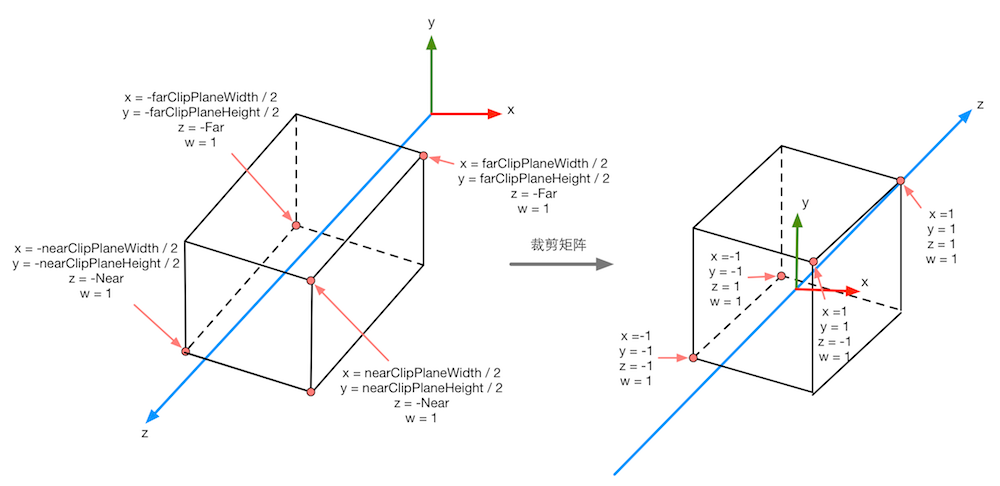 y
x
x = -farClipPlaneWidth / 2
y = -farClipPlaneHeight / 2
z = -Far
w = 1
x = farClipPlaneWidth / 2
y = farClipPlaneHeight / 2
z = -Far
w = 1
x = -nearClipPlaneWidth / 2
y = -nearClipPlaneHeight / 2
z = -Near
w = 1
x = nearClipPlaneWidth / 2
y = nearClipPlaneHeight / 2
z = -Near
w = 1
z
裁剪矩阵
z
y
x
x =1
y = 1
z = 1
w = 1
x =-1
y = -1
z = 1
w = 1
x =1
y = 1
z = -1
w = 1
x =-1
y = -1
z = -1
w = 1